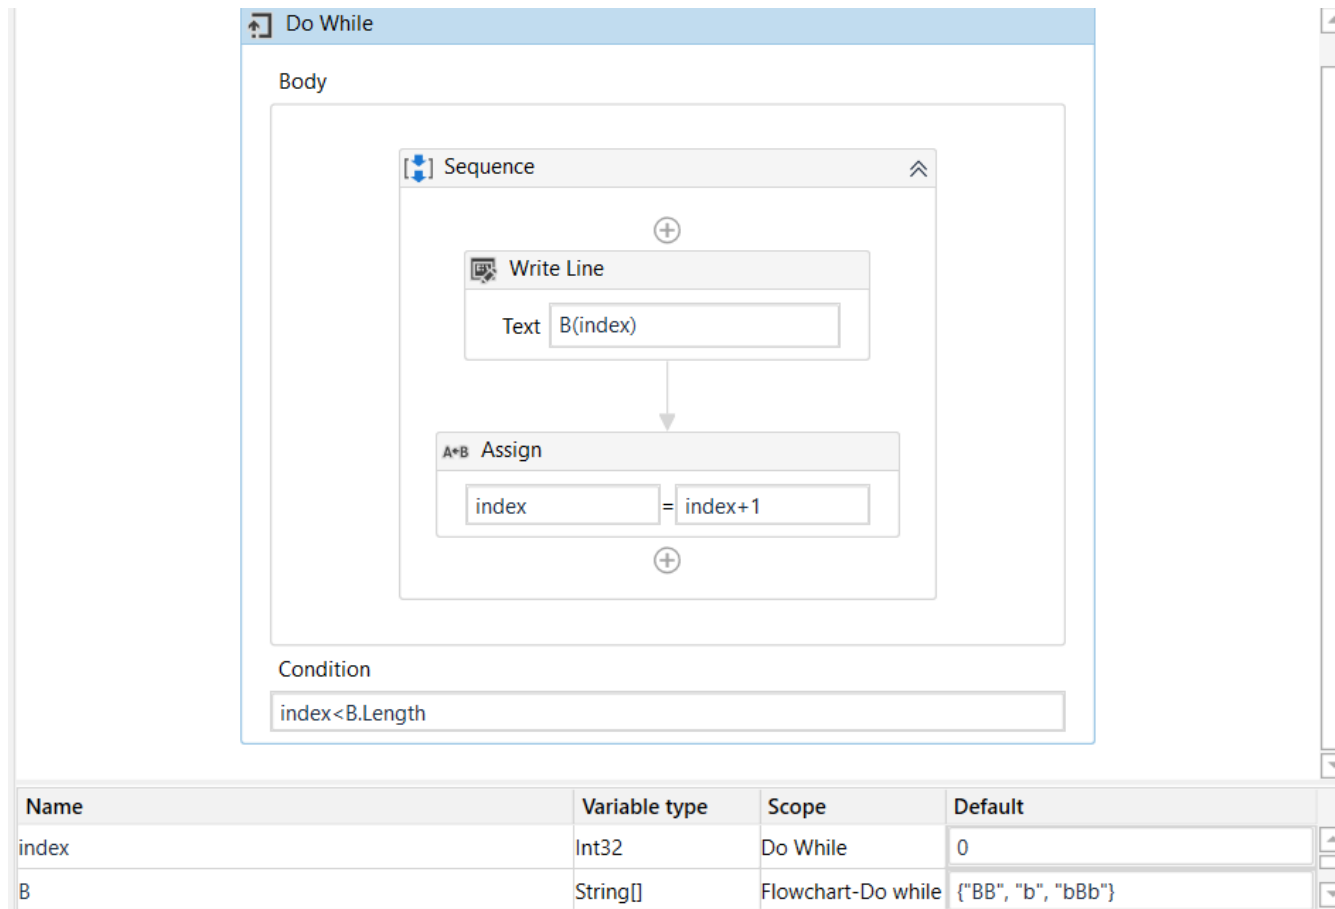 Do While
Body
Sequence
Write Line
Text B(index)
A←B Assign
index = index+1
Condition
index<B.Length
Name Variable type Scope Default
index Int32 Do While 0
B String[] Flowchart-Do while {"BB", "b", "bBb"}